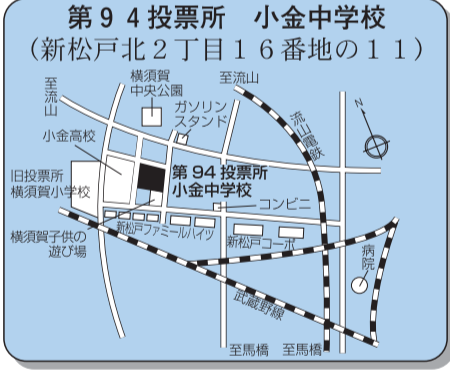 第94投票所　小金中学校
（新松戸北2丁目16番地の11）
至流山
横須賀
中央公園
至流山
ガソリン
スタンド
流山電鉄
N
小金高校
旧投票所
横須賀小学校
第94投票所
小金中学校
コンビニ
横須賀子供の
遊び場
新松戸ファミールハイツ
新松戸コーポ
病院
武蔵野線
至馬橋
至馬橋